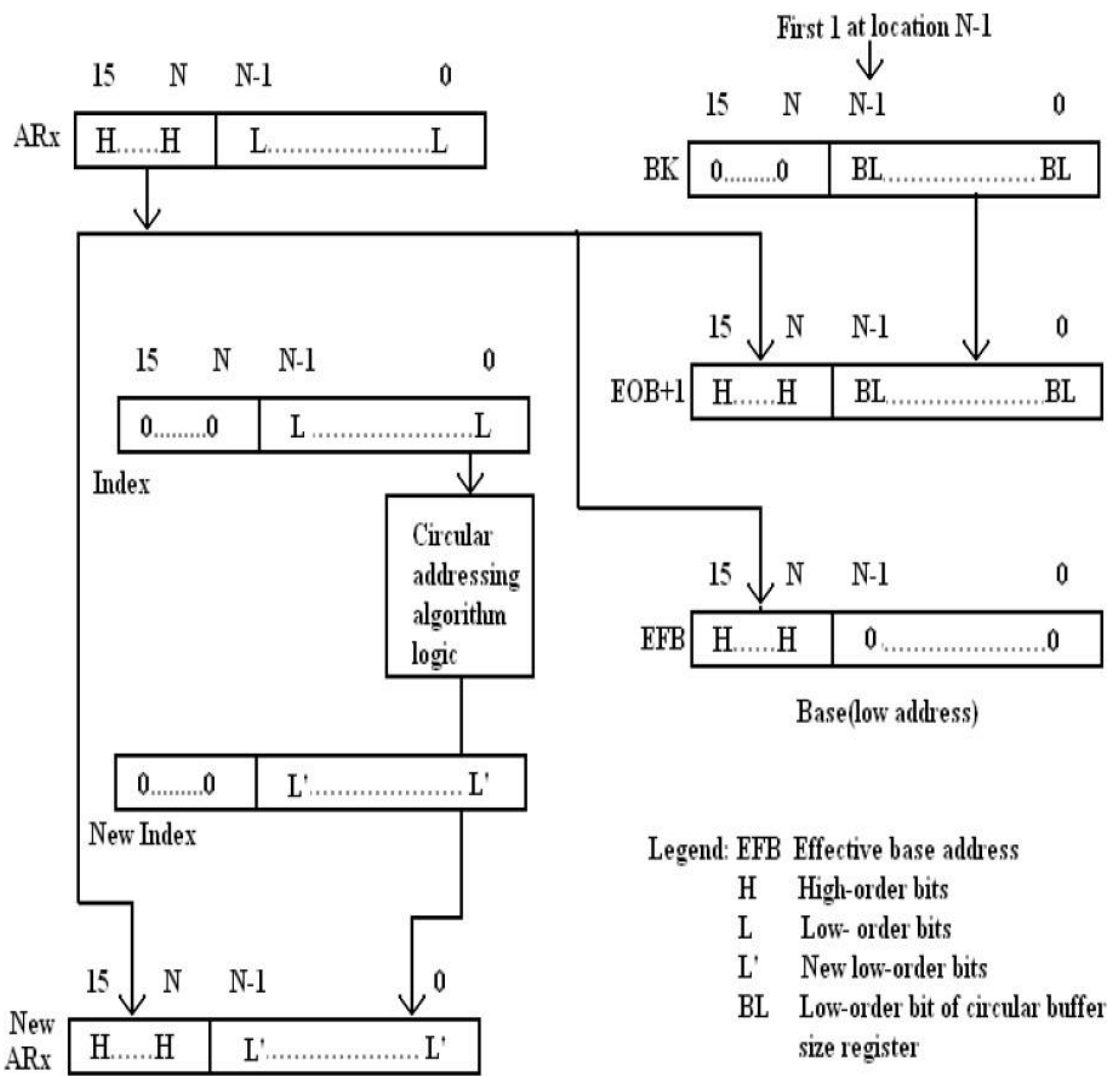 First 1 at location N-1
15 N N-1 0
ARx H......H L.......................L
15 N N-1 0
BK 0.........0 BL..................... BL
15 N N-1 0
EOB+1 H......H BL.......................BL
15 N N-1 0
0.........0 L .......................L
Index
Circular
addressing
algorithm
logic
15 N N-1 0
EFB H......H 0.......................0
Base(low address)
0.........0 L'...................... L'
New Index
Legend: EFB Effective base address
H High-order bits
L Low- order bits
L' New low-order bits
BL Low-order bit of circular buffer
size register
15 N N-1 0
New
ARx H......H L'...................... L'